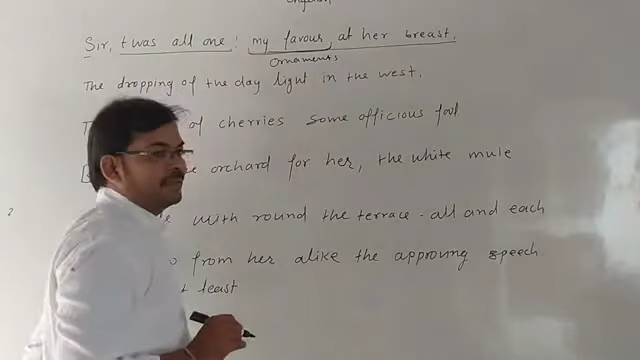 English
Sir, t was all one! my favour at her breast,
ornaments
The dropping of the day light in the west,
of cherries some officious fool
orchard for her, the white mule
2
with round the terrace - all and each
from her alike the approving speech
least